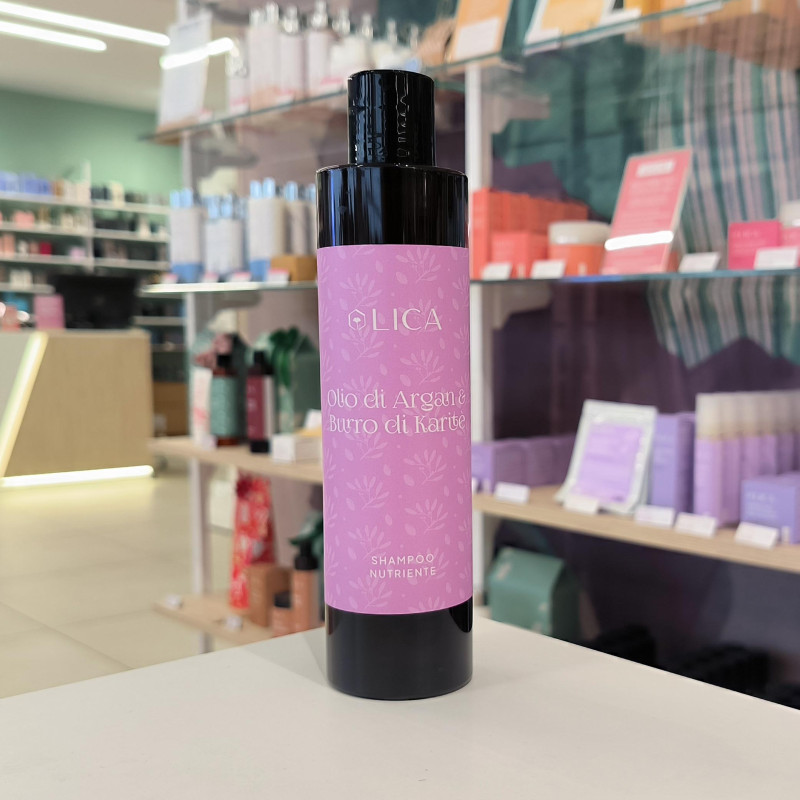 OLICA
Olio di Argan &
Burro di Karitè
SHAMPOO
NUTRIENTE